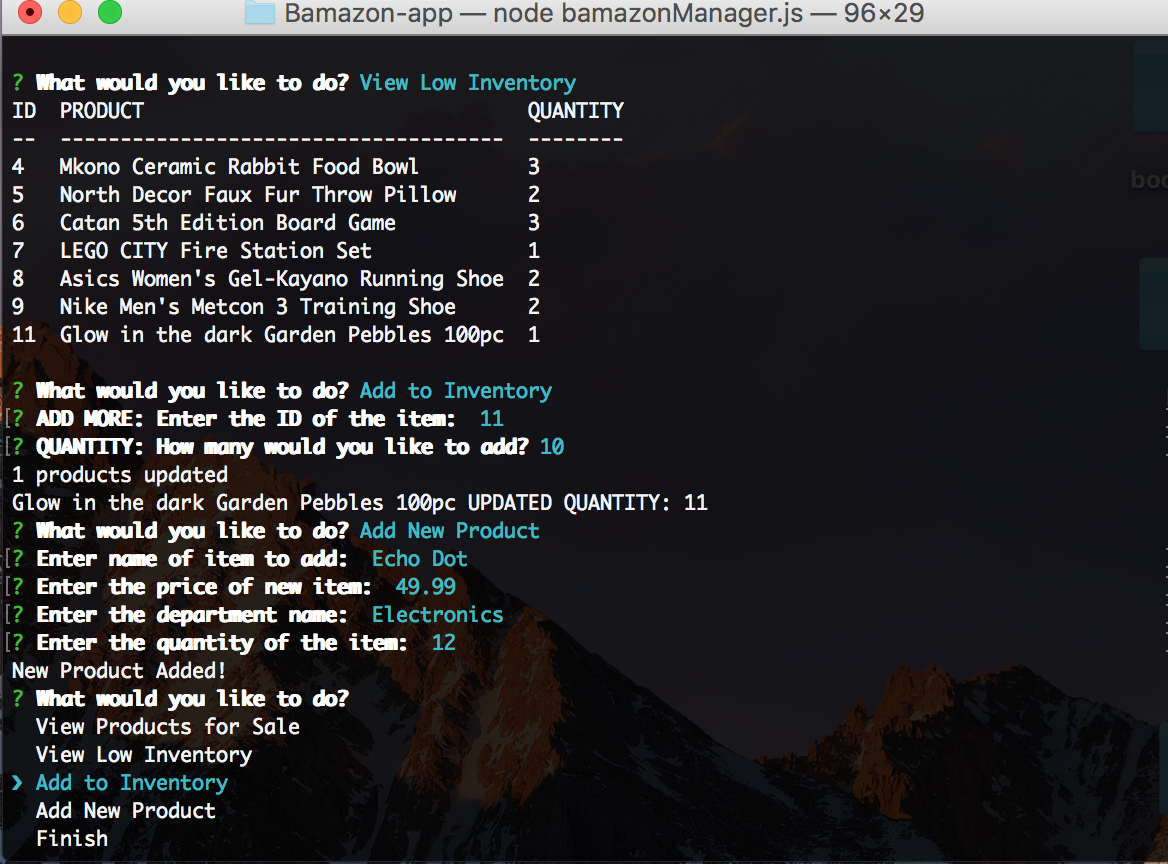 Bamazon-app — node bamazonManager.js — 96×29
? What would you like to do? View Low Inventory
ID  PRODUCT                                QUANTITY
--  -------------------------------------  --------
4   Mkono Ceramic Rabbit Food Bowl         3
5   North Decor Faux Fur Throw Pillow      2
6   Catan 5th Edition Board Game           3
7   LEGO CITY Fire Station Set             1
8   Asics Women's Gel-Kayano Running Shoe  2
9   Nike Men's Metcon 3 Training Shoe      2
11  Glow in the dark Garden Pebbles 100pc  1
? What would you like to do? Add to Inventory
[? ADD MORE: Enter the ID of the item:  11
[? QUANTITY: How many would you like to add? 10
1 products updated
Glow in the dark Garden Pebbles 100pc UPDATED QUANTITY: 11
? What would you like to do? Add New Product
[? Enter name of item to add:  Echo Dot
[? Enter the price of new item:  49.99
[? Enter the department name:  Electronics
[? Enter the quantity of the item:  12
New Product Added!
? What would you like to do?
  View Products for Sale
  View Low Inventory
❯ Add to Inventory
  Add New Product
  Finish